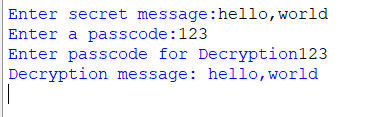 Enter secret message:hello,world
Enter a passcode:123
Enter passcode for Decryption123
Decryption message: hello,world